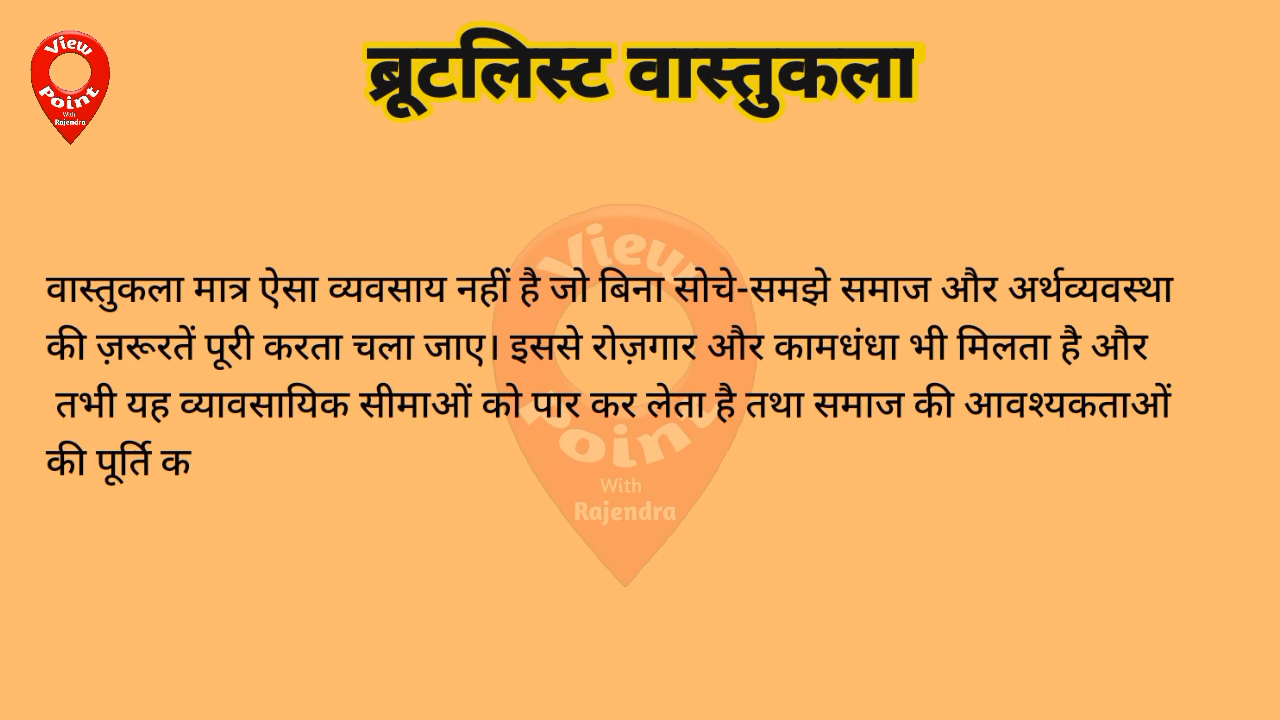 View
Point
With
Rajendra
ब्रूटलिस्ट वास्तुकला
वास्तुकला मात्र ऐसा व्यवसाय नहीं है जो बिना सोचे-समझे समाज और अर्थव्यवस्था
की ज़रूरतें पूरी करता चला जाए। इससे रोज़गार और कामधंधा भी मिलता है और
तभी यह व्यावसायिक सीमाओं को पार कर लेता है तथा समाज की आवश्यकताओं
की पूर्ति क
View
Point
With
Rajendra